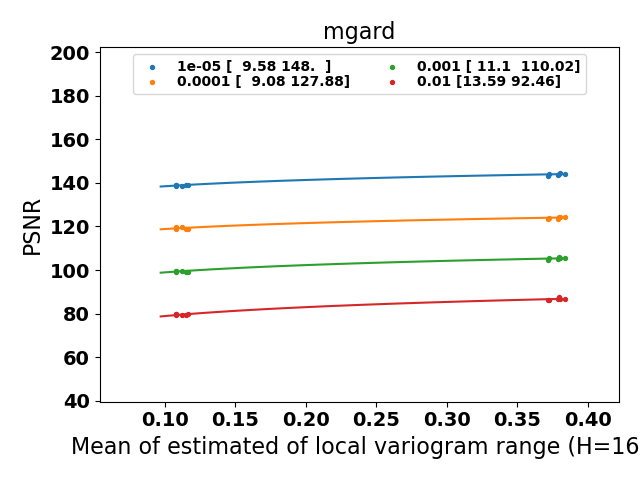 mgard
1e-05 [  9.58 148.  ]
0.0001 [  9.08 127.88]
0.001 [ 11.1  110.02]
0.01 [13.59 92.46]
PSNR
200
180
160
140
120
100
80
60
40
0.10 0.15 0.20 0.25 0.30 0.35 0.40
Mean of estimated of local variogram range (H=16